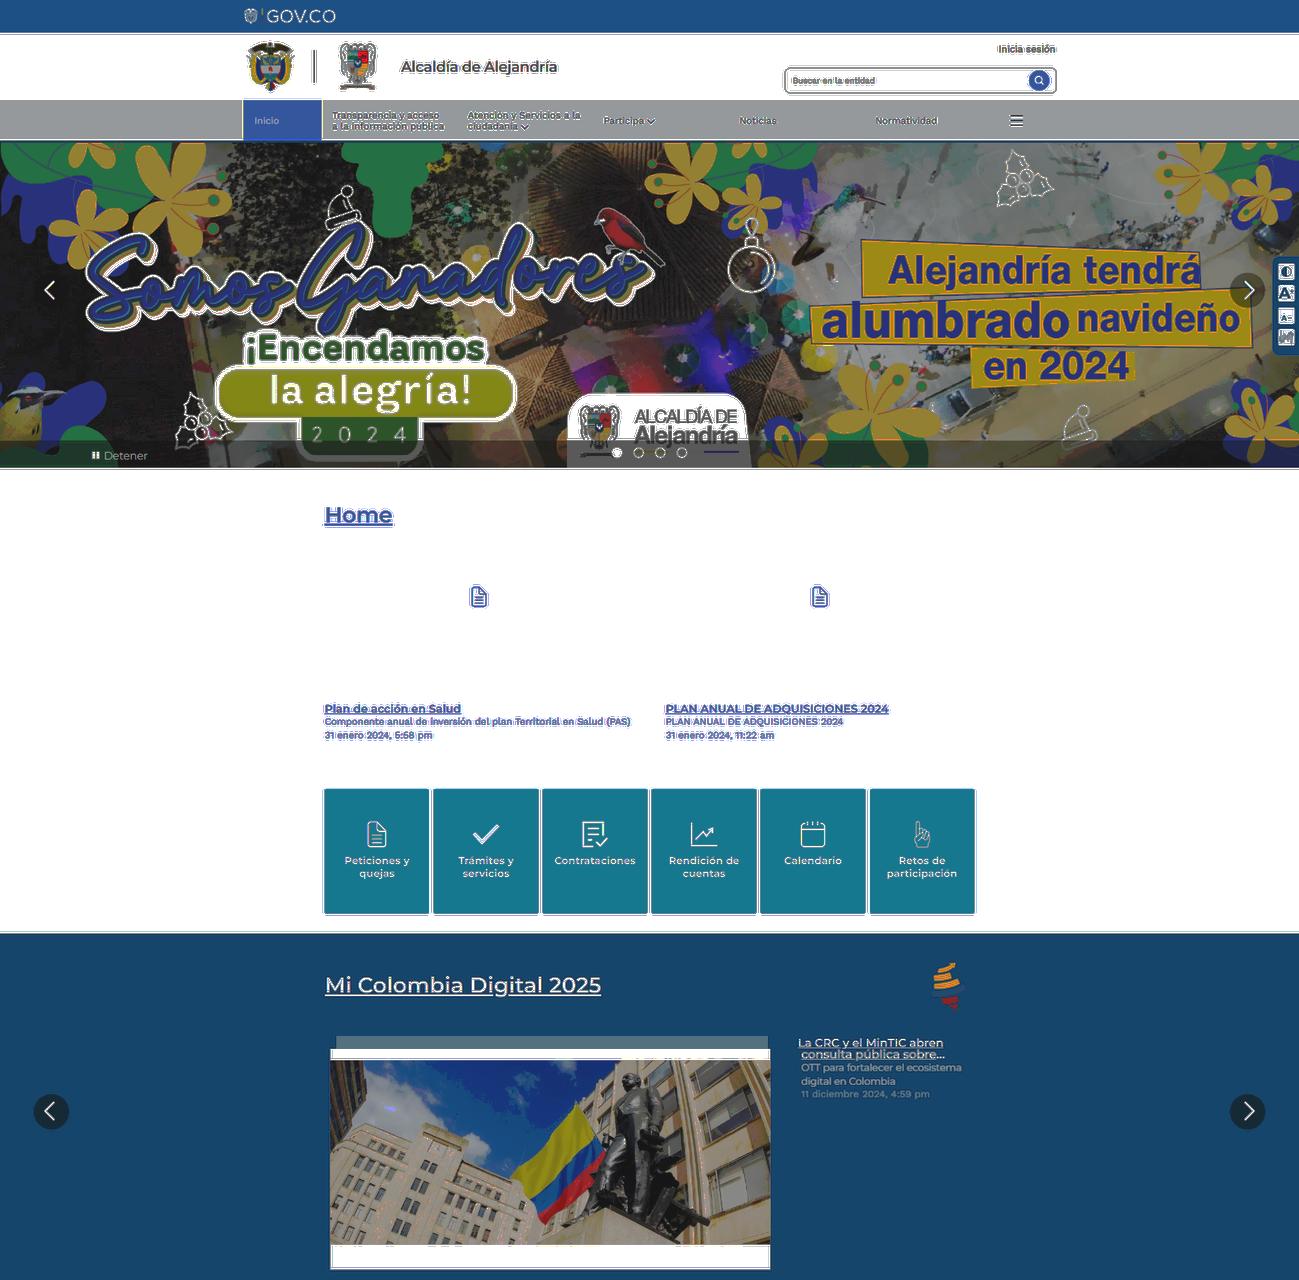 GOV.CO
Alcaldía de Alejandría
Inicia sesión
Buscar en la entidad
Inicio
Transparencia y acceso
a la información pública
Atención y Servicios a la
ciudadanía
Participa
Noticias
Normatividad
Somos Ganadores
¡Encendamos
la alegría!
2024
Alejandría tendrá
alumbrado navideño
en 2024
A+
A-
ALCALDÍA DE
Alejandría
Detener
Home
Plan de acción en Salud
Componente anual de inversión del plan Territorial en Salud (PAS)
31 enero 2024, 5:58 pm
PLAN ANUAL DE ADQUISICIONES 2024
PLAN ANUAL DE ADQUISICIONES 2024
31 enero 2024, 11:22 am
Peticiones y
quejas
Trámites y
servicios
Contrataciones
Rendición de
cuentas
Calendario
Retos de
participación
Mi Colombia Digital 2025
La CRC y el MinTIC abren
consulta pública sobre...
OTT para fortalecer el ecosistema
digital en Colombia
11 diciembre 2024, 4:59 pm